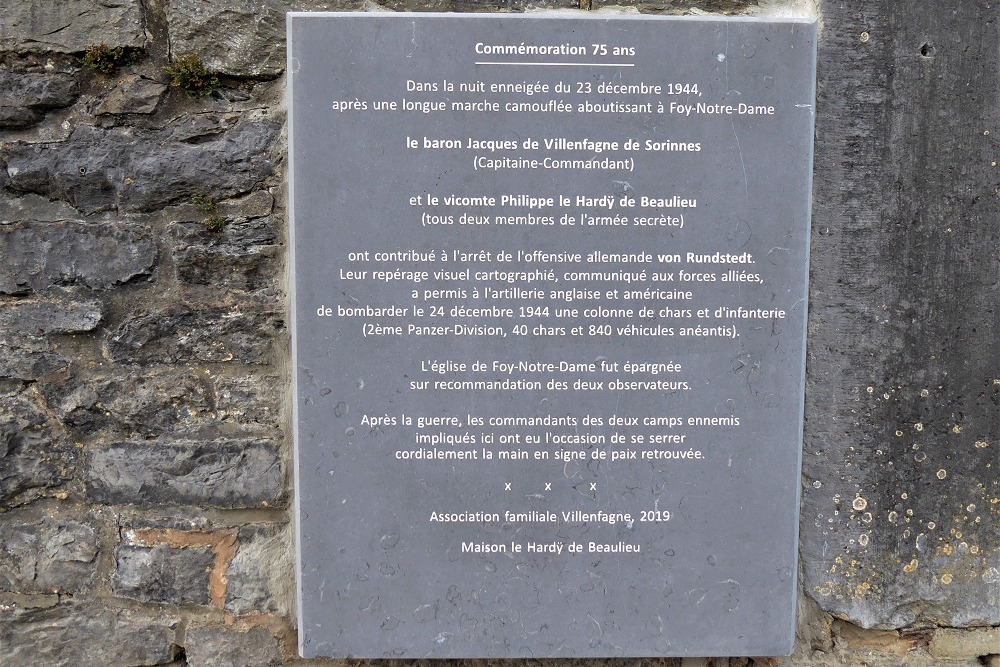 Commémoration 75 ans
Dans la nuit enneigée du 23 décembre 1944,
après une longue marche camouflée aboutissant à Foy-Notre-Dame
le baron Jacques de Villenfagne de Sorinnes
(Capitaine-Commandant)
et le vicomte Philippe le Hardÿ de Beaulieu
(tous deux membres de l'armée secrète)
ont contribué à l'arrêt de l'offensive allemande von Rundstedt.
Leur repérage visuel cartographié, communiqué aux forces alliées,
a permis à l'artillerie anglaise et américaine
de bombarder le 24 décembre 1944 une colonne de chars et d'infanterie
(2ème Panzer-Division, 40 chars et 840 véhicules anéantis).
L'église de Foy-Notre-Dame fut épargnée
sur recommandation des deux observateurs.
Après la guerre, les commandants des deux camps ennemis
impliqués ici ont eu l'occasion de se serrer
cordialement la main en signe de paix retrouvée.
x x x
Association familiale Villenfagne, 2019
Maison le Hardÿ de Beaulieu